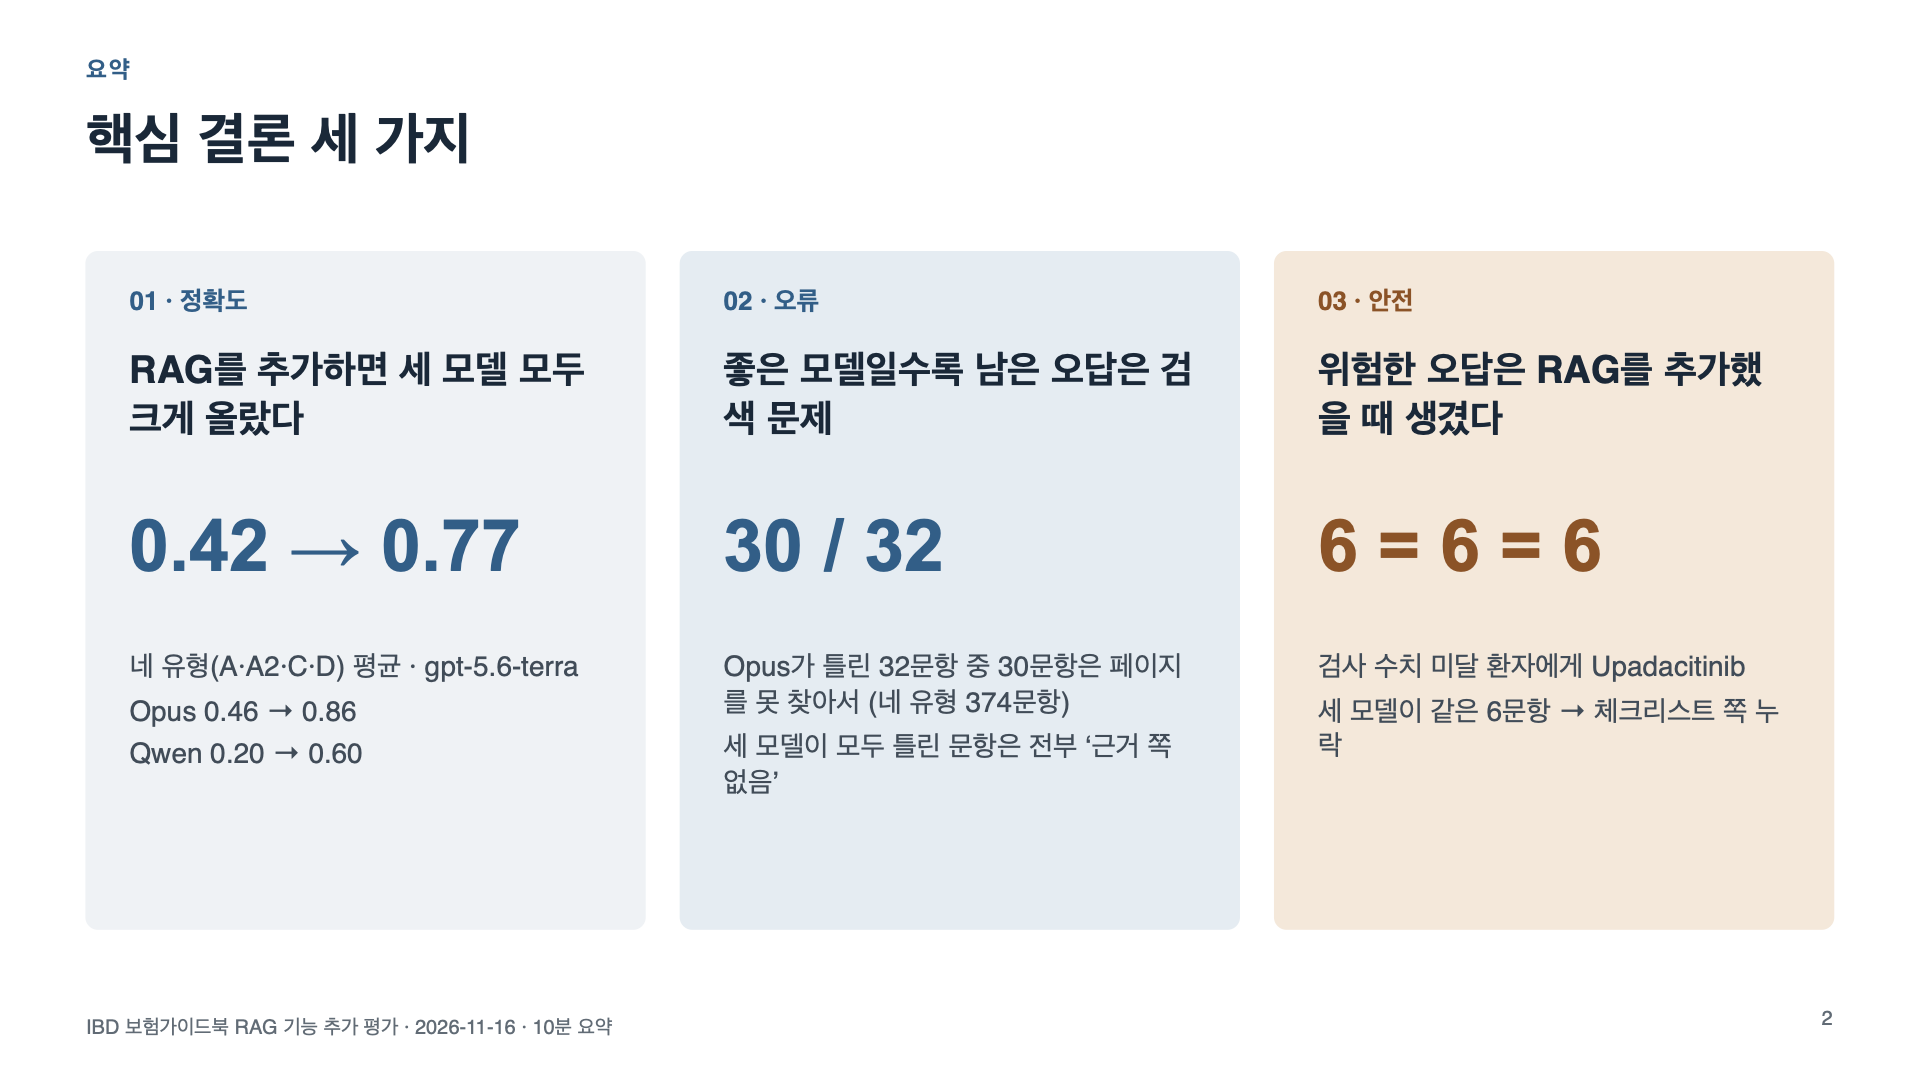 요약
핵심 결론 세 가지
01 · 정확도
RAG를 추가하면 세 모델 모두
크게 올랐다
0.42 → 0.77
네 유형(A·A2·C·D) 평균 · gpt-5.6-terra
Opus 0.46 → 0.86
Qwen 0.20 → 0.60
02 · 오류
좋은 모델일수록 남은 오답은 검
색 문제
30 / 32
Opus가 틀린 32문항 중 30문항은 페이지
를 못 찾아서 (네 유형 374문항)
세 모델이 모두 틀린 문항은 전부 ‘근거 쪽
없음’
03 · 안전
위험한 오답은 RAG를 추가했
을 때 생겼다
6 = 6 = 6
검사 수치 미달 환자에게 Upadacitinib
세 모델이 같은 6문항 → 체크리스트 쪽 누
락
IBD 보험가이드북 RAG 기능 추가 평가 · 2026-11-16 · 10분 요약
2